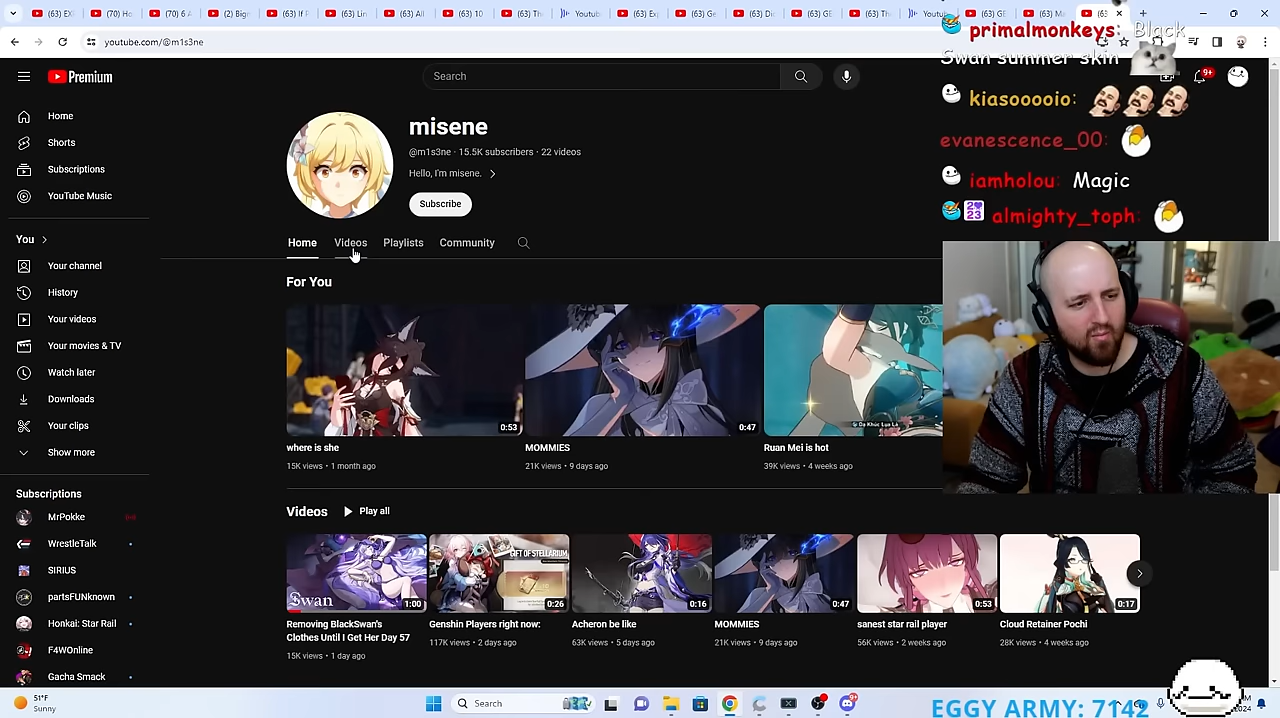 youtube.com/@m1s3ne
Premium
Search
9+
Home
Shorts
Subscriptions
YouTube Music
You
Your channel
History
Your videos
Your movies & TV
Watch later
Downloads
Your clips
Show more
Subscriptions
MrPokke
WrestleTalk
SIRIUS
partsFUNknown
Honkai: Star Rail
F4WOnline
Gacha Smack
misene
@m1s3ne · 15.5K subscribers · 22 videos
Hello, I'm misene.
Subscribe
Home Videos Playlists Community
For You
0:53
where is she
15K views • 1 month ago
0:47
MOMMIES
21K views • 9 days ago
Ruan Mei is hot
39K views • 4 weeks ago
Videos Play all
Swan
1:00
Removing BlackSwan's
Clothes Until I Get Her Day 57
15K views • 1 day ago
GIFT OF STELLARIUM
0:26
Genshin Players right now:
117K views • 2 days ago
0:16
Acheron be like
63K views • 5 days ago
0:47
MOMMIES
21K views • 9 days ago
0:53
sanest star rail player
56K views • 2 weeks ago
0:17
Cloud Retainer Pochi
28K views • 4 weeks ago
primalmonkeys: Black
Swan summer skin
kiasooooio:
evanescence_00:
iamholou: Magic
2023
almighty_toph:
51°F
Sunny
Search
EGGY ARMY: 7142